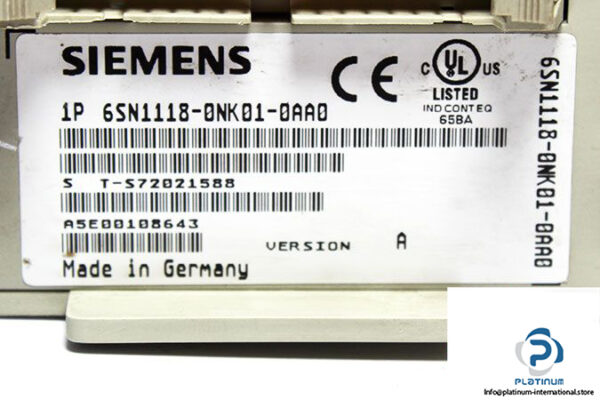 SIEMENS
1P 6SN1118-0NK01-0AA0
S T-S72021588
A5E00108643
VERSION A
Made in Germany
CE
C UL US
LISTED
IND CONT EQ
65BA
6SN1118-0NK01-0AA0
PLATINUM
Info@platinum-international.store